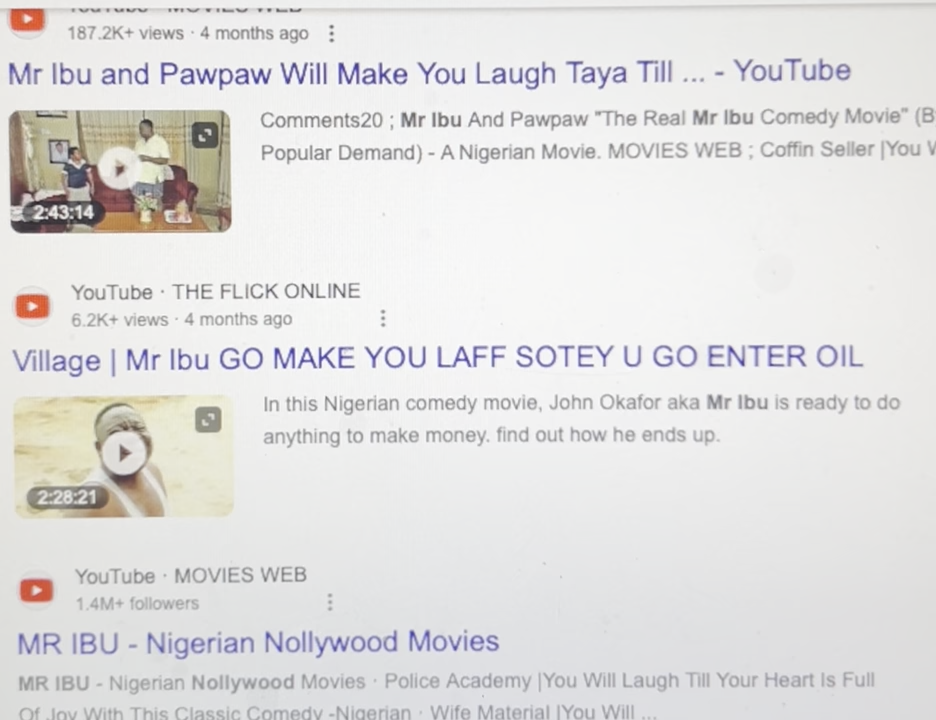 YouTube · MOVIES WEB
187.2K+ views · 4 months ago
Mr Ibu and Pawpaw Will Make You Laugh Taya Till ... - YouTube
Comments20 ; Mr Ibu And Pawpaw "The Real Mr Ibu Comedy Movie" (B
Popular Demand) - A Nigerian Movie. MOVIES WEB ; Coffin Seller |You
2:43:14
YouTube · THE FLICK ONLINE
6.2K+ views · 4 months ago
Village | Mr Ibu GO MAKE YOU LAFF SOTEY U GO ENTER OIL
In this Nigerian comedy movie, John Okafor aka Mr Ibu is ready to do
anything to make money. find out how he ends up.
2:28:21
YouTube · MOVIES WEB
1.4M+ followers
MR IBU - Nigerian Nollywood Movies
MR IBU - Nigerian Nollywood Movies · Police Academy |You Will Laugh Till Your Heart Is Full
Of Joy With This Classic Comedy -Nigerian · Wife Material |You Will ...